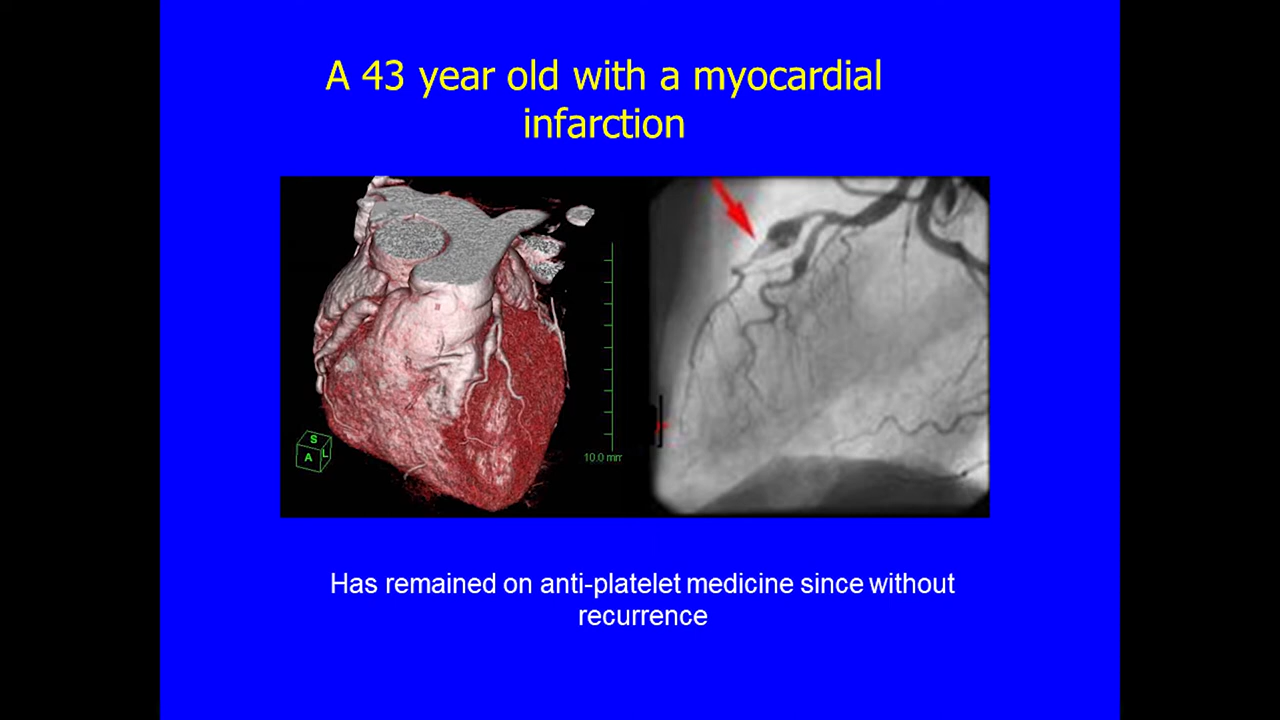 A 43 year old with a myocardial
infarction
S
A
L
10.0 mm
Has remained on anti-platelet medicine since without
recurrence